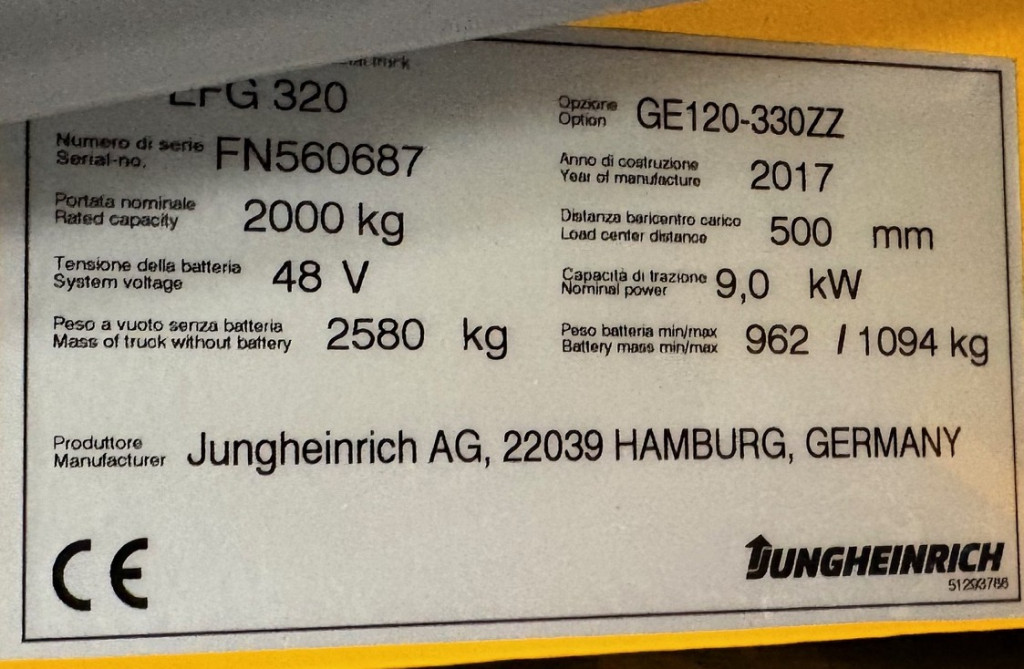 truck
EFG 320
Opzione
Option
GE120-330ZZ
Numero di serie
Serial-no.
FN560687
Anno di costruzione
Year of manufacture
2017
Portata nominale
Rated capacity
2000 kg
Distanza baricentro carico
Load center distance
500 mm
Tensione della batteria
System voltage
48 V
Capacità di trazione
Nominal power
9,0 kW
Peso a vuoto senza batteria
Mass of truck without battery
2580 kg
Peso batteria min/max
Battery mass min/max
962 / 1094 kg
Produttore
Manufacturer
Jungheinrich AG, 22039 HAMBURG, GERMANY
CE
JUNGHEINRICH
51293788